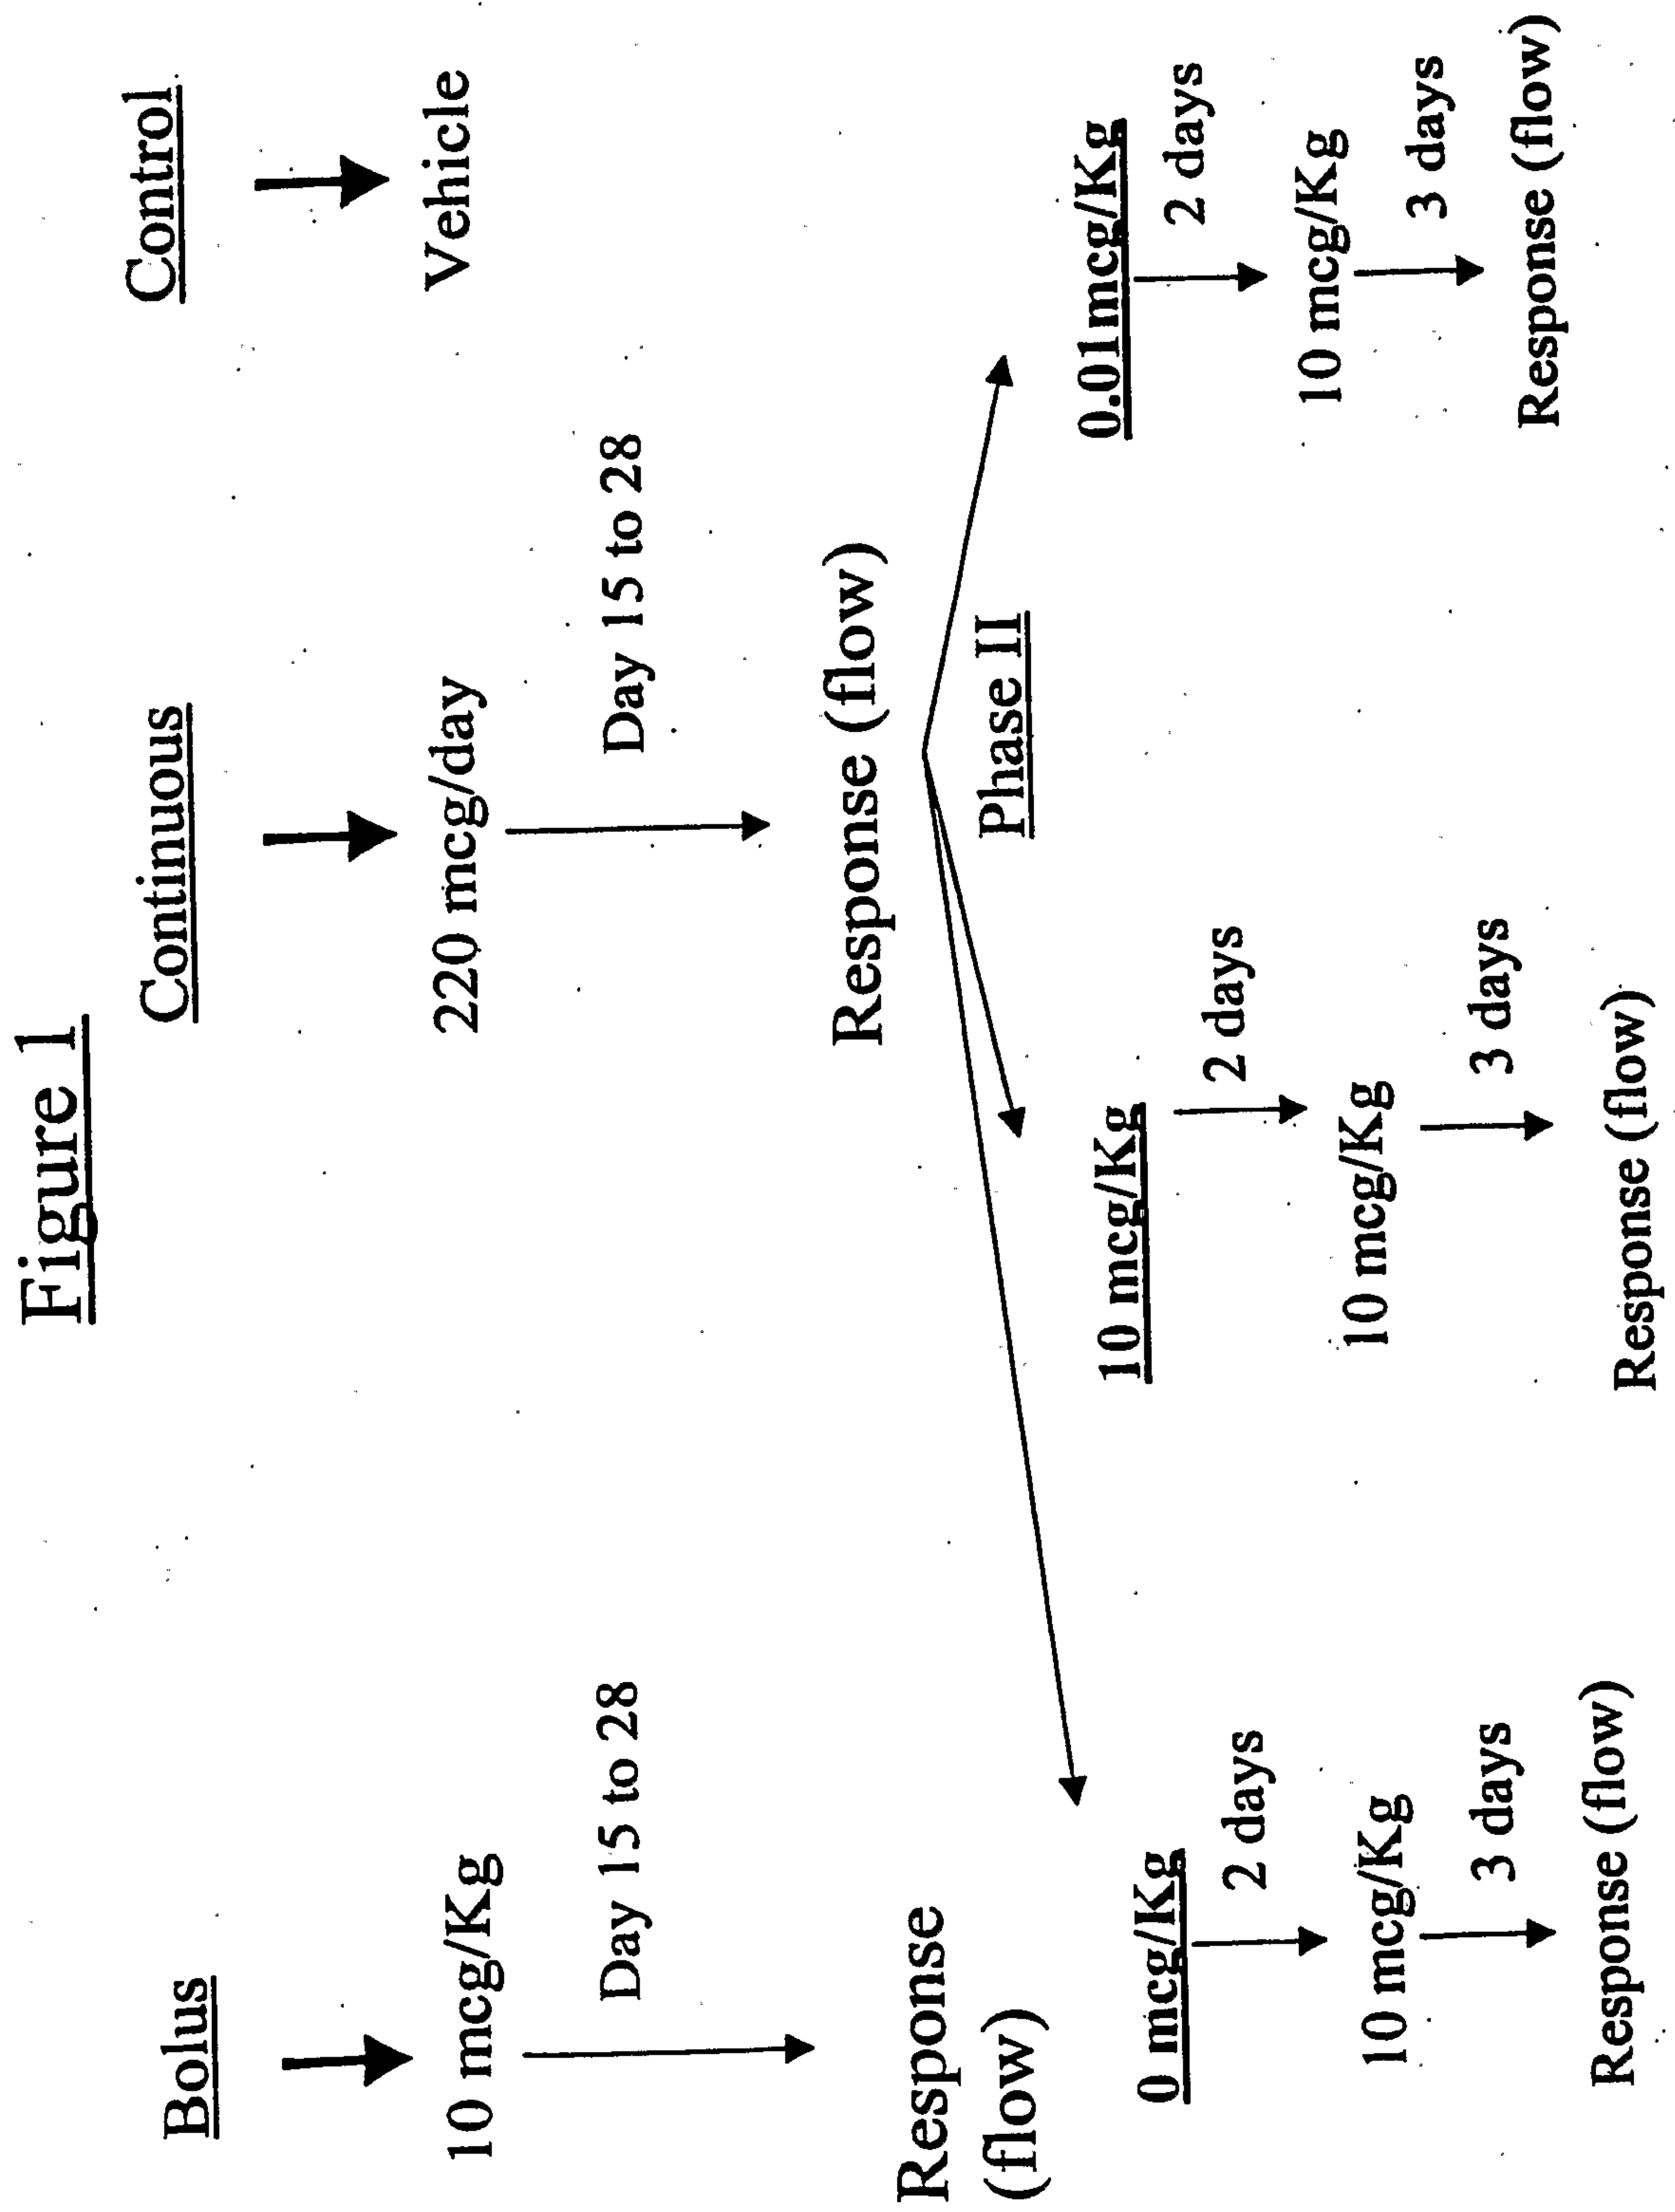 Figure 1
Bolus
10 mcg/Kg
Day 15 to 28
Response
(flow)
Continuous
220 mcg/day
Day 15 to 28
Response (flow)
Control
Vehicle
Phase II
0 mcg/Kg
2 days
10 mcg/Kg
3 days
Response (flow)
10 mcg/Kg
2 days
10 mcg/Kg
3 days
Response (flow)
0.01mcg/Kg
2 days
10 mcg/Kg
3 days
Response (flow)